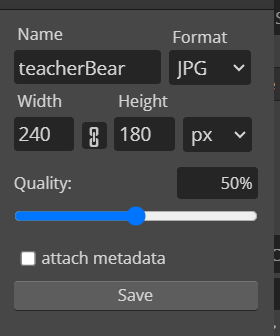 Name Format
teacherBear JPG
Width Height
240 180 px
Quality: 50%
attach metadata
Save